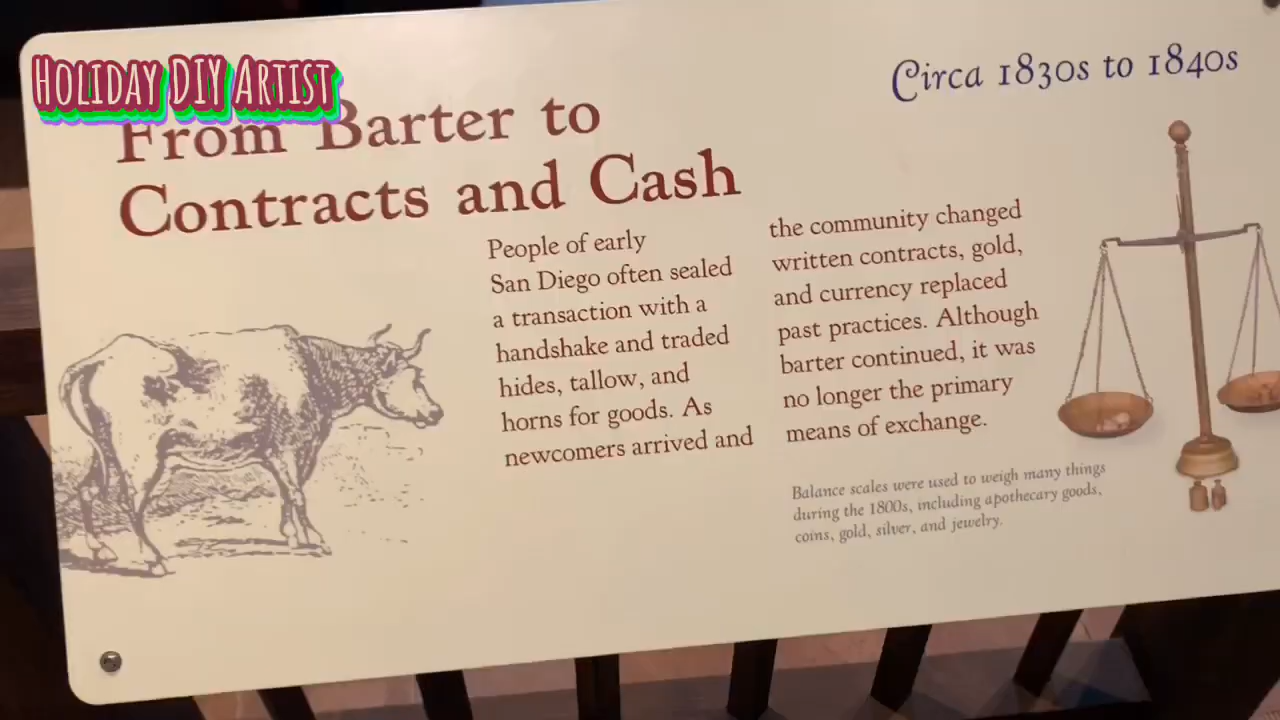 Holiday DIY Artist
Circa 1830s to 1840s
From Barter to
Contracts and Cash
People of early
San Diego often sealed
a transaction with a
handshake and traded
hides, tallow, and
horns for goods. As
newcomers arrived and
the community changed
written contracts, gold,
and currency replaced
past practices. Although
barter continued, it was
no longer the primary
means of exchange.
Balance scales were used to weigh many things
during the 1800s, including apothecary goods,
coins, gold, silver, and jewelry.